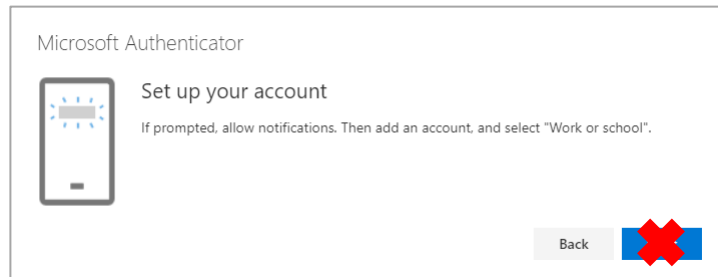 Microsoft Authenticator
Set up your account
If prompted, allow notifications. Then add an account, and select "Work or school".
Back